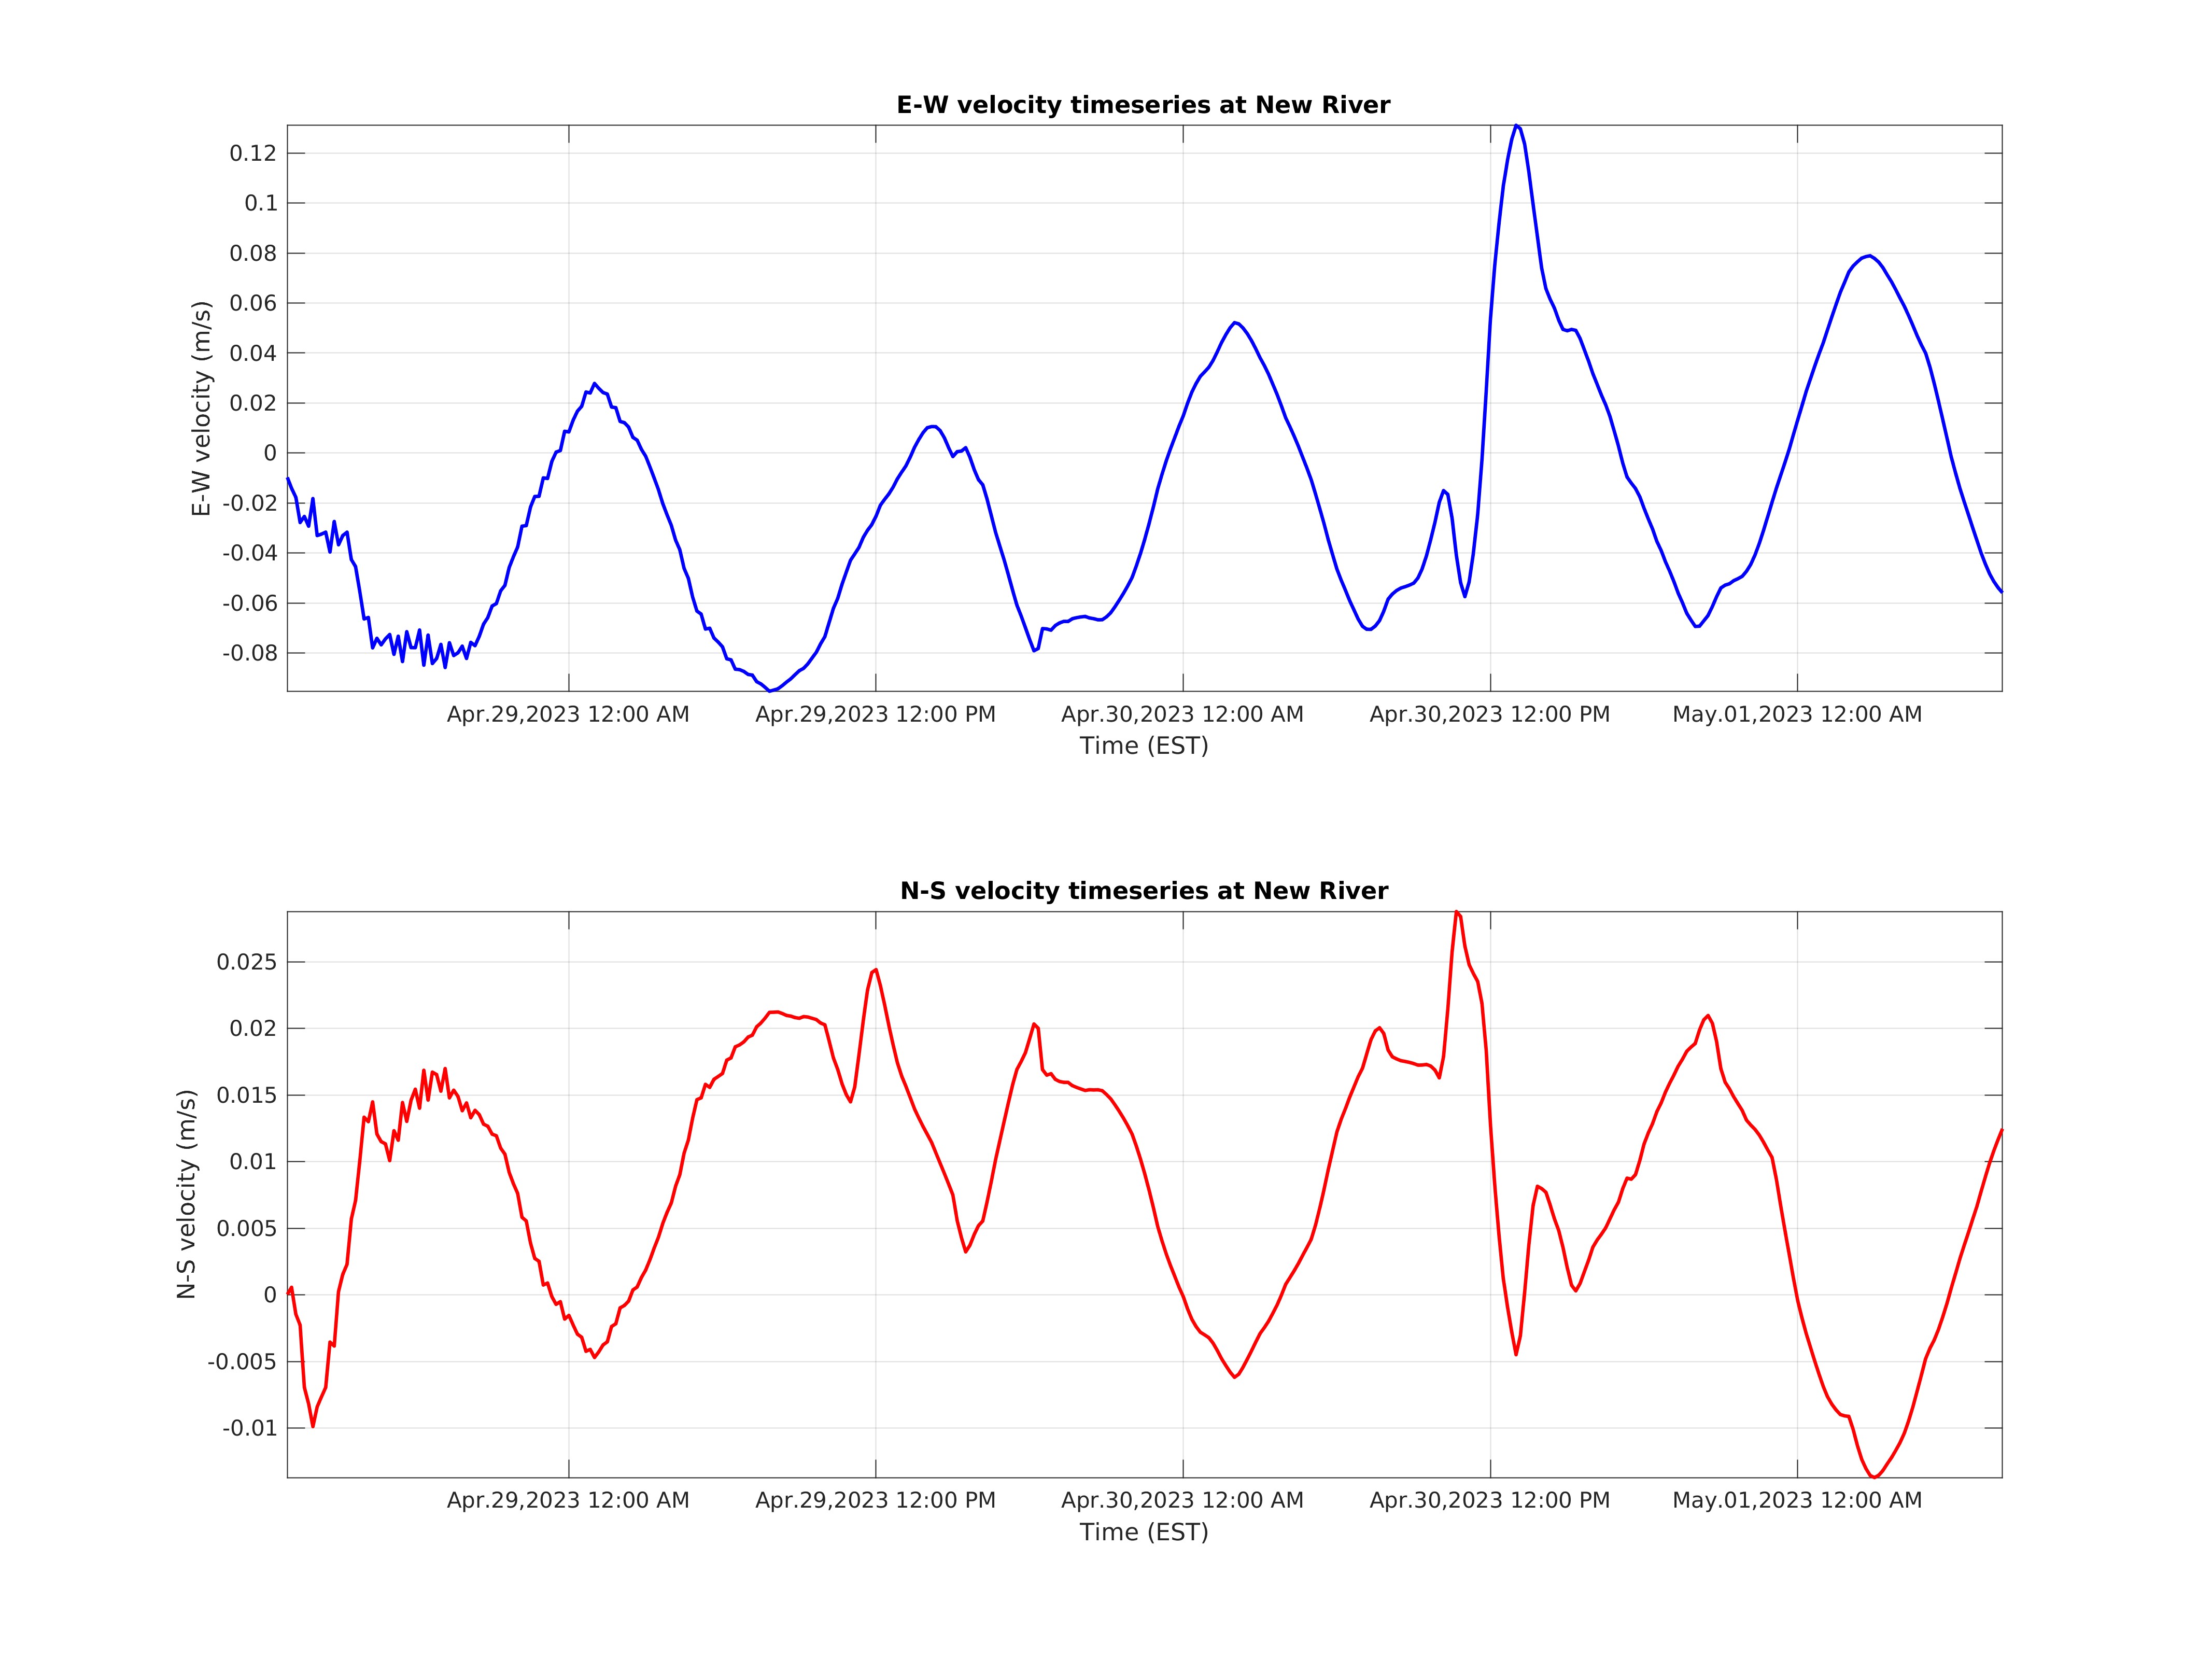 E-W velocity timeseries at New River
0.12
0.1
0.08
0.06
0.04
0.02
0
-0.02
-0.04
-0.06
-0.08
E-W velocity (m/s)
Apr.29,2023 12:00 AM Apr.29,2023 12:00 PM Apr.30,2023 12:00 AM Apr.30,2023 12:00 PM May.01,2023 12:00 AM
Time (EST)
N-S velocity timeseries at New River
0.025
0.02
0.015
0.01
0.005
0
-0.005
-0.01
N-S velocity (m/s)
Apr.29,2023 12:00 AM Apr.29,2023 12:00 PM Apr.30,2023 12:00 AM Apr.30,2023 12:00 PM May.01,2023 12:00 AM
Time (EST)